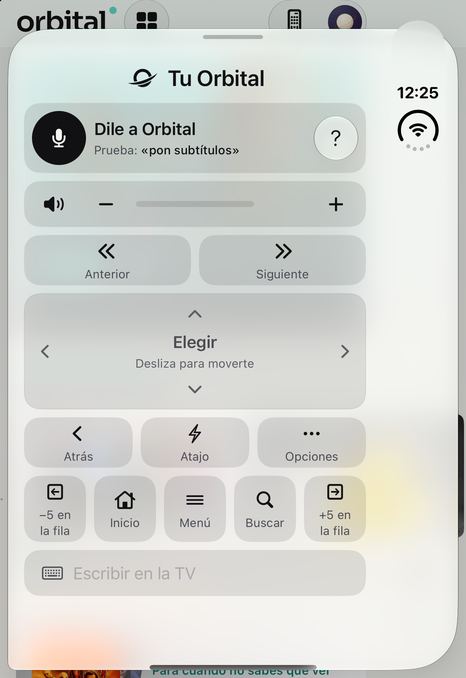 orbital
Tu Orbital
12:25
Dile a Orbital
Prueba: «pon subtítulos»
?
Anterior
Siguiente
Elegir
Desliza para moverte
Atrás
Atajo
Opciones
–5 en
la fila
Inicio
Menú
Buscar
+5 en
la fila
Escribir en la TV
Para cuando no sabes qué ver